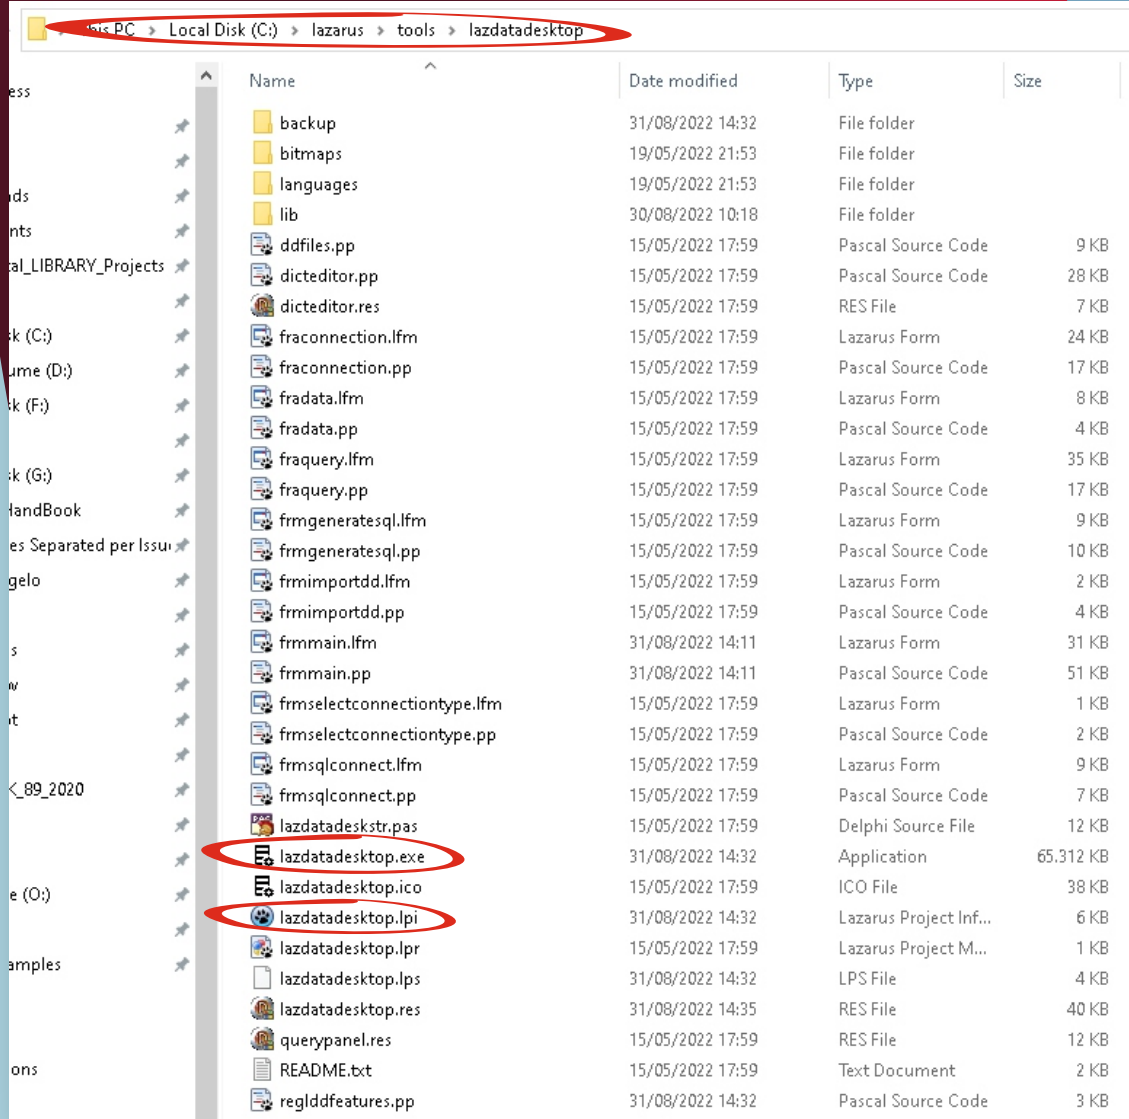 This PC > Local Disk (C:) > lazarus > tools > lazdatadesktop
Name Date modified Type Size
ess
ds
nts
al_LIBRARY_Projects
sk (C:)
ume (D:)
sk (F:)
sk (G:)
HandBook
es Separated per Issu
gelo
s
w
t
K_89_2020
e (O:)
amples
ons
backup 31/08/2022 14:32 File folder
bitmaps 19/05/2022 21:53 File folder
languages 19/05/2022 21:53 File folder
lib 30/08/2022 10:18 File folder
ddfiles.pp 15/05/2022 17:59 Pascal Source Code 9 KB
dicteditor.pp 15/05/2022 17:59 Pascal Source Code 28 KB
dicteditor.res 15/05/2022 17:59 RES File 7 KB
fraconnection.lfm 15/05/2022 17:59 Lazarus Form 24 KB
fraconnection.pp 15/05/2022 17:59 Pascal Source Code 17 KB
fradata.lfm 15/05/2022 17:59 Lazarus Form 8 KB
fradata.pp 15/05/2022 17:59 Pascal Source Code 4 KB
fraquery.lfm 15/05/2022 17:59 Lazarus Form 35 KB
fraquery.pp 15/05/2022 17:59 Pascal Source Code 17 KB
frmgeneratesql.lfm 15/05/2022 17:59 Lazarus Form 9 KB
frmgeneratesql.pp 15/05/2022 17:59 Pascal Source Code 10 KB
frmimportdd.lfm 15/05/2022 17:59 Lazarus Form 2 KB
frmimportdd.pp 15/05/2022 17:59 Pascal Source Code 4 KB
frmmain.lfm 31/08/2022 14:11 Lazarus Form 31 KB
frmmain.pp 31/08/2022 14:11 Pascal Source Code 51 KB
frmselectconnectiontype.lfm 15/05/2022 17:59 Lazarus Form 1 KB
frmselectconnectiontype.pp 15/05/2022 17:59 Pascal Source Code 2 KB
frmsqlconnect.lfm 15/05/2022 17:59 Lazarus Form 9 KB
frmsqlconnect.pp 15/05/2022 17:59 Pascal Source Code 7 KB
lazdatadeskstr.pas 15/05/2022 17:59 Delphi Source File 12 KB
lazdatadesktop.exe 31/08/2022 14:32 Application 65.312 KB
lazdatadesktop.ico 15/05/2022 17:59 ICO File 38 KB
lazdatadesktop.lpi 31/08/2022 14:32 Lazarus Project Inf... 6 KB
lazdatadesktop.lpr 15/05/2022 17:59 Lazarus Project M... 1 KB
lazdatadesktop.lps 31/08/2022 14:32 LPS File 4 KB
lazdatadesktop.res 31/08/2022 14:35 RES File 40 KB
querypanel.res 15/05/2022 17:59 RES File 12 KB
README.txt 15/05/2022 17:59 Text Document 2 KB
reglddfeatures.pp 31/08/2022 14:32 Pascal Source Code 3 KB